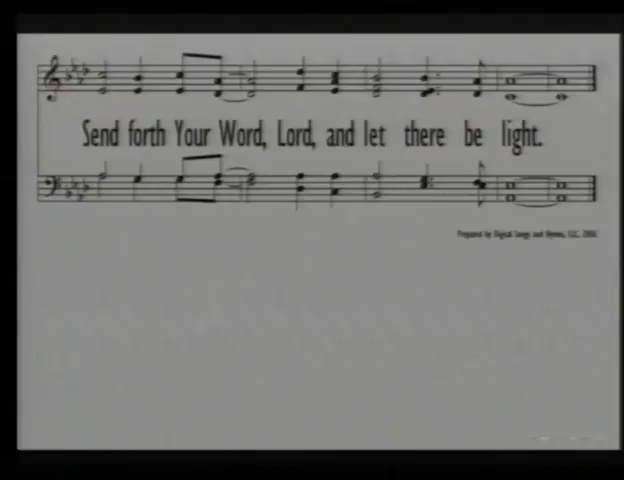 Send forth Your Word, Lord, and let there be light.
Prepared by Digital Songs and Hymns, LLC, 2006